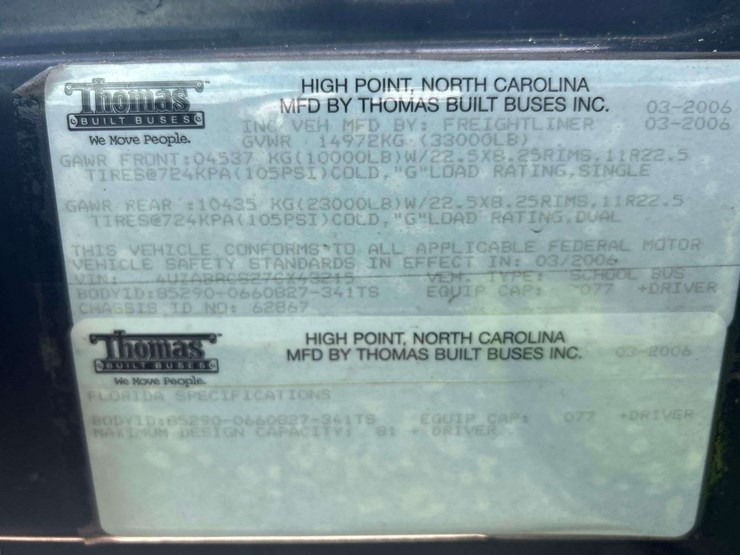 Thomas
BUILT BUSES
We Move People.
HIGH POINT, NORTH CAROLINA
MFD BY THOMAS BUILT BUSES INC. 03-2006
INC VEH MFD BY: FREIGHTLINER 03-2006
GVWR 14972KG (33000LB)
GAWR FRONT:04537 KG(10000LB)W/22.5X8.25RIMS,11R22.5
TIRES@724KPA(105PSI)COLD,"G"LOAD RATING,SINGLE
GAWR REAR :10435 KG(23000LB)W/22.5X8.25RIMS,11R22.5
TIRES@724KPA(105PSI)COLD,"G"LOAD RATING,DUAL
THIS VEHICLE CONFORMS TO ALL APPLICABLE FEDERAL MOTOR
VEHICLE SAFETY STANDARDS IN EFFECT IN: 03/2006
VIN: VEH. TYPE: SCHOOL BUS
BODYID:85290-0660827-341TS EQUIP CAP: 077 +DRIVER
CHASSIS ID NO: 62867
Thomas
BUILT BUSES
We Move People.
HIGH POINT, NORTH CAROLINA
MFD BY THOMAS BUILT BUSES INC. 03-2006
FLORIDA SPECIFICATIONS
BODYID:85290-0660827-341TS EQUIP CAP: 077 +DRIVER
MAXIMUM DESIGN CAPACITY: 81 + DRIVER